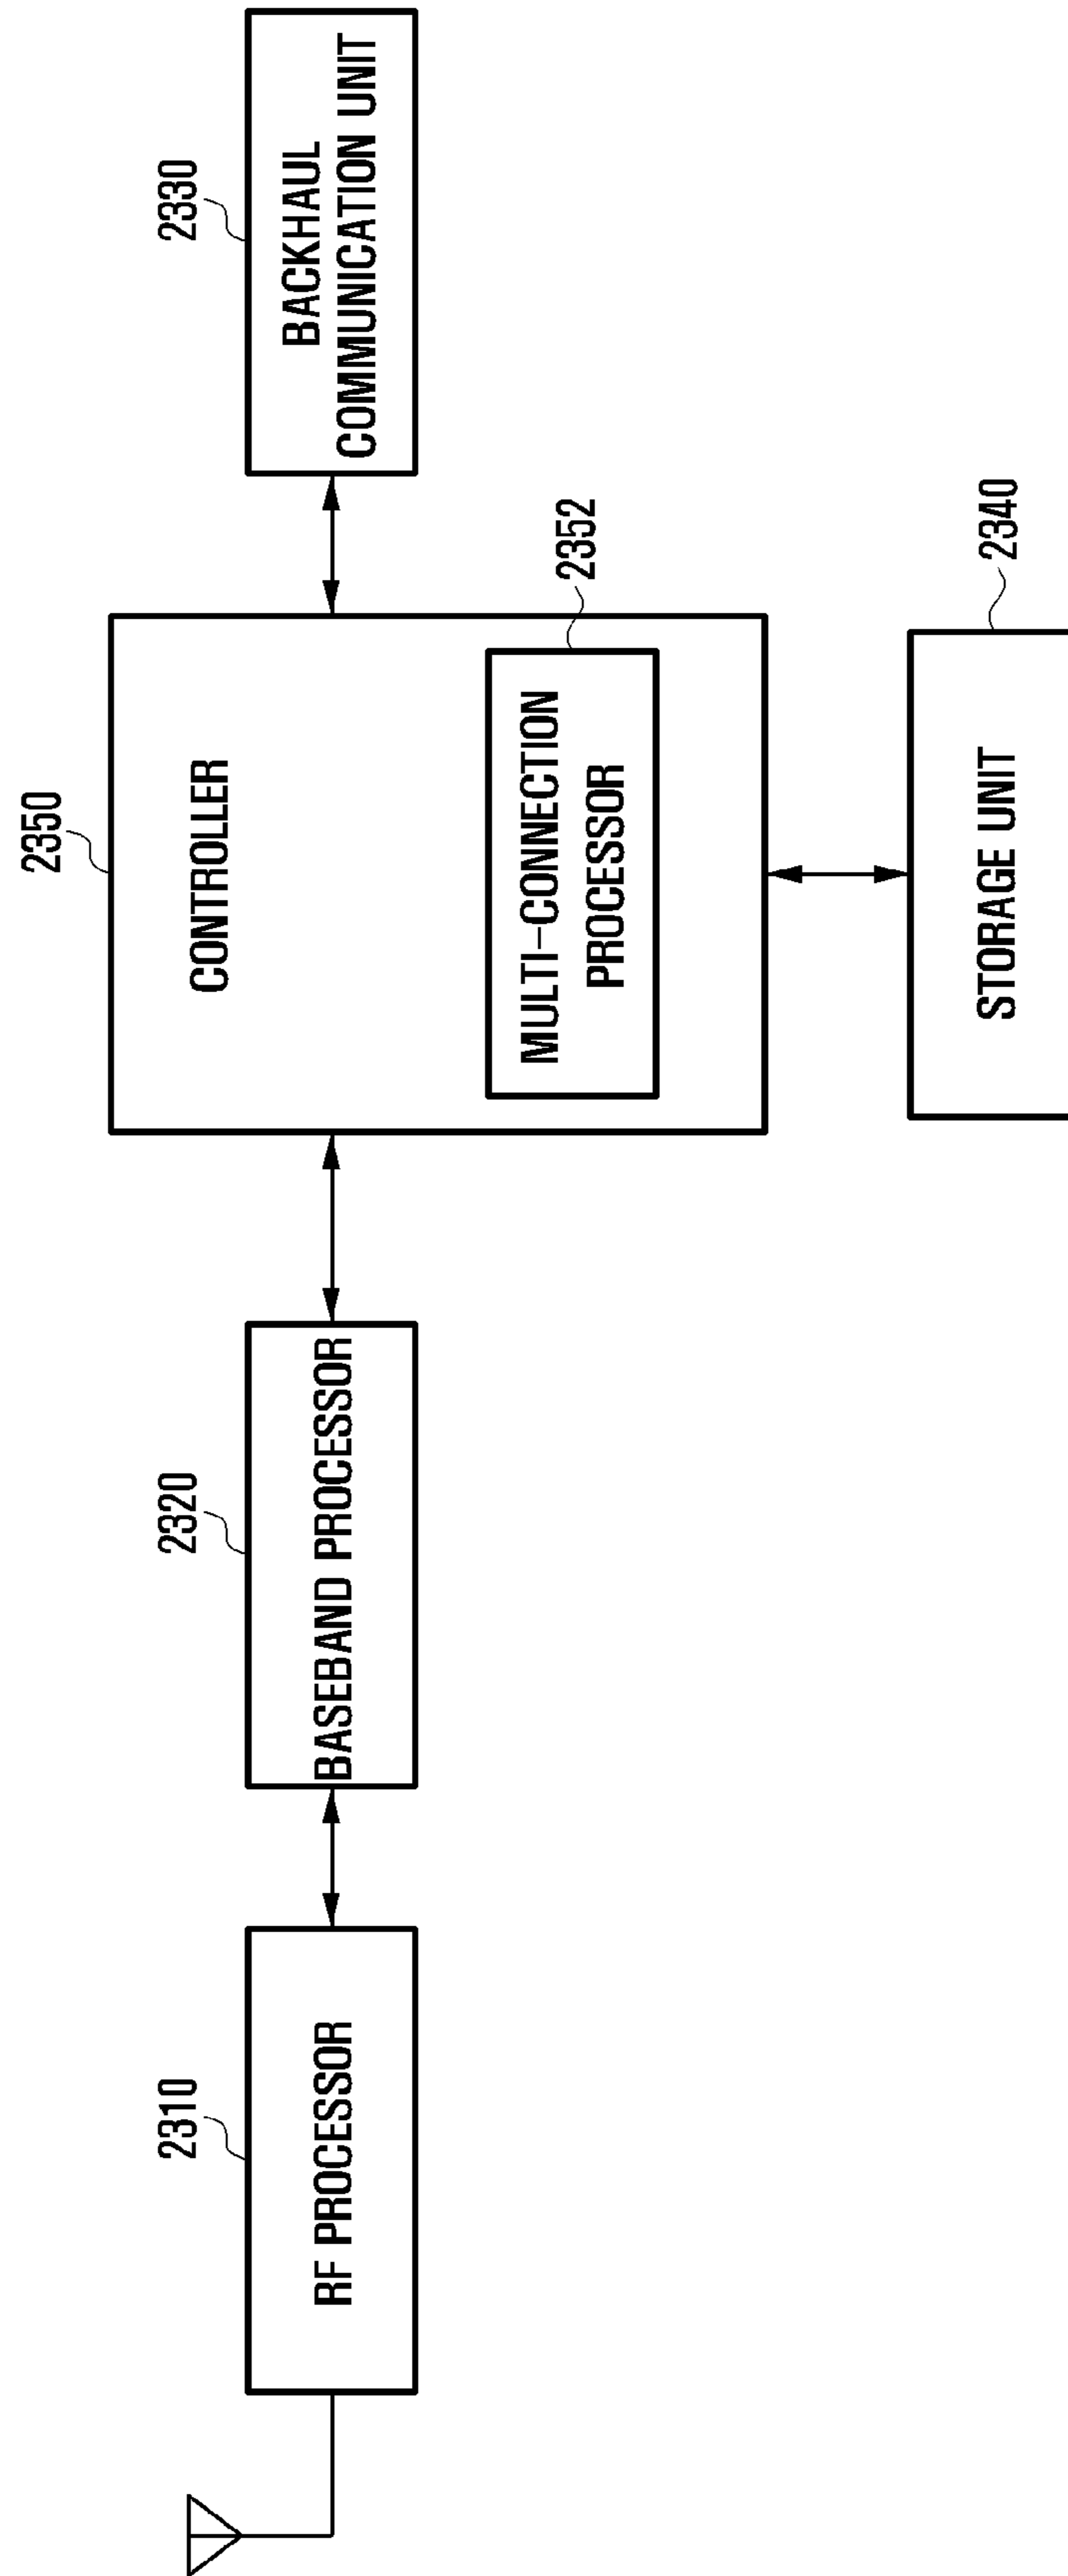 2350
CONTROLLER
2310
RF PROCESSOR
2320
BASEBAND PROCESSOR
MULTI-CONNECTION
PROCESSOR
2352
2330
BACKHAUL
COMMUNICATION UNIT
STORAGE UNIT
2340